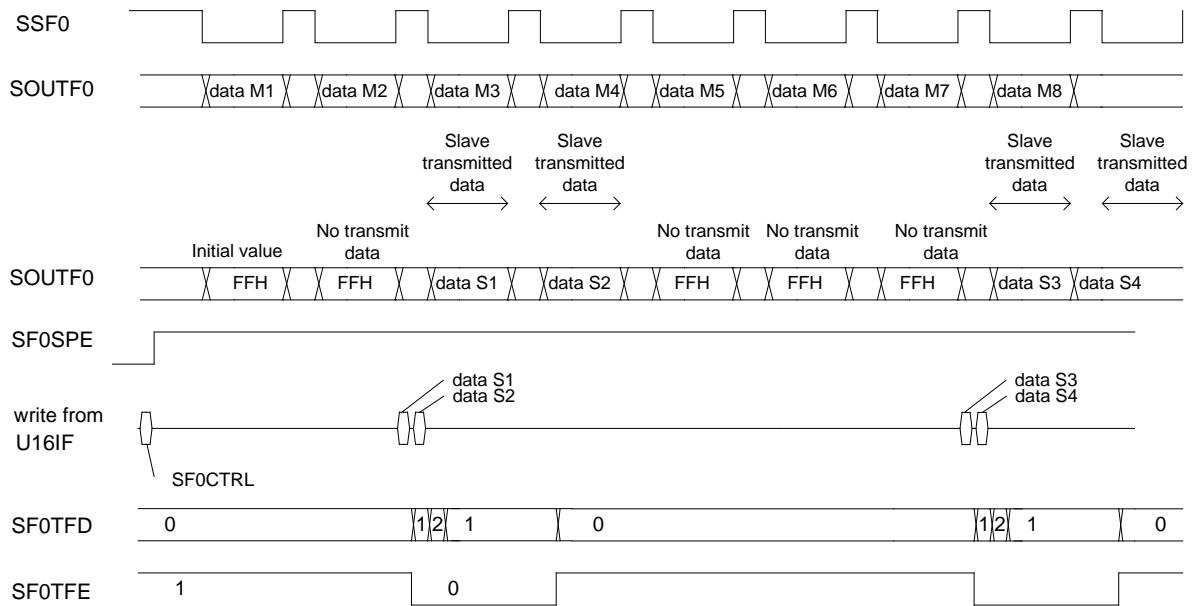 SSF0
SOUTF0
data M1 data M2 data M3 data M4 data M5 data M6 data M7 data M8
Slave
transmitted
data
Slave
transmitted
data
Slave
transmitted
data
Slave
transmitted
data
Initial value
No transmit
data
No transmit
data
No transmit
data
No transmit
data
SOUTF0
FFH FFH data S1 data S2 FFH FFH FFH data S3 data S4
SF0SPE
data S1
data S2
data S3
data S4
write from
U16IF
SF0CTRL
SF0TFD
0 1 2 1 0 1 2 1 0
SF0TFE
1 0